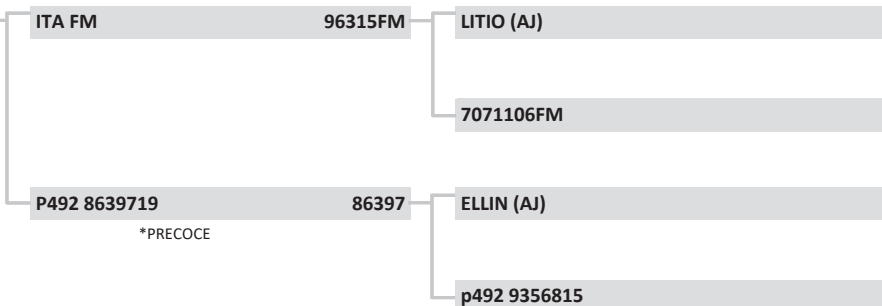 ITA FM 96315FM
LITIO (AJ)
7071106FM
P492 8639719 86397
*PRECOCE
ELLIN (AJ)
p492 9356815